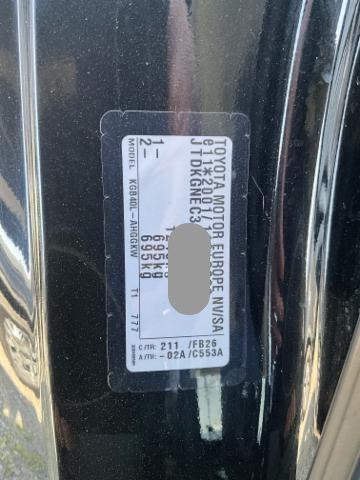 TOYOTA MOTOR EUROPE NV/SA
e11*2001/
JTDKGNEC3
1-
695kg
2-
695kg
MODEL KGB40L-AHGGKW T1 777
C/TR: 211 /FB26
A/TM: -02A/C553A